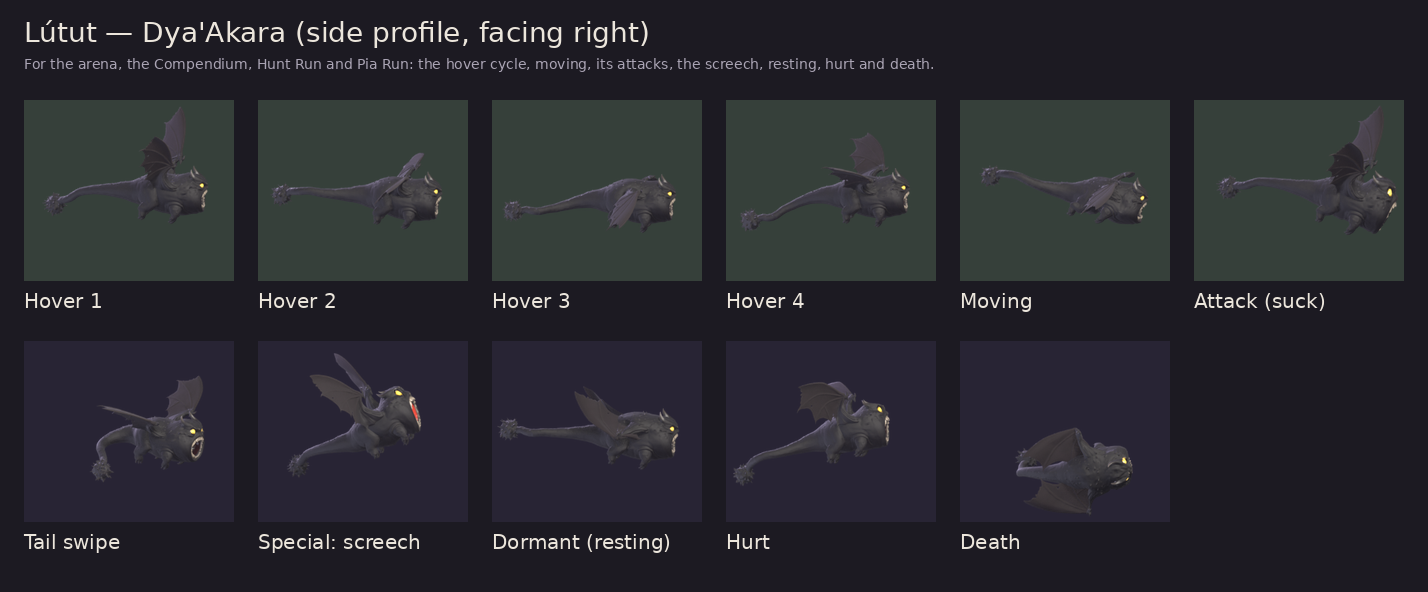 Lútut — Dya'Akara (side profile, facing right)
For the arena, the Compendium, Hunt Run and Pia Run: the hover cycle, moving, its attacks, the screech, resting, hurt and death.
Hover 1
Hover 2
Hover 3
Hover 4
Moving
Attack (suck)
Tail swipe
Special: screech
Dormant (resting)
Hurt
Death